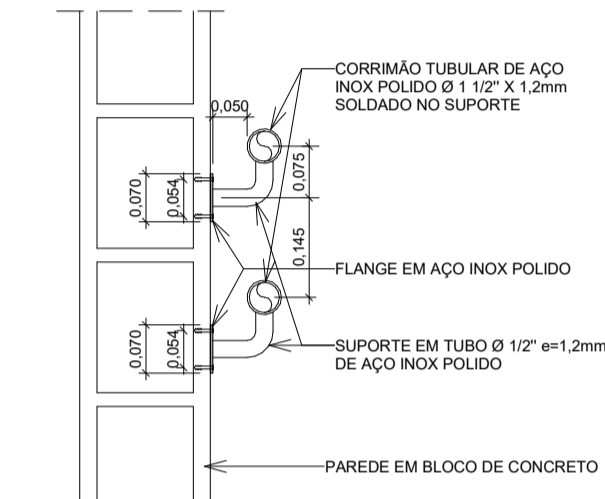 CORRIMÃO TUBULAR DE AÇO
INOX POLIDO Ø 1 1/2" X 1,2mm
SOLDADO NO SUPORTE
0,050
0,075
0,070
0,054
0,145
FLANGE EM AÇO INOX POLIDO
0,070
0,054
SUPORTE EM TUBO Ø 1/2" e=1,2mm
DE AÇO INOX POLIDO
PAREDE EM BLOCO DE CONCRETO